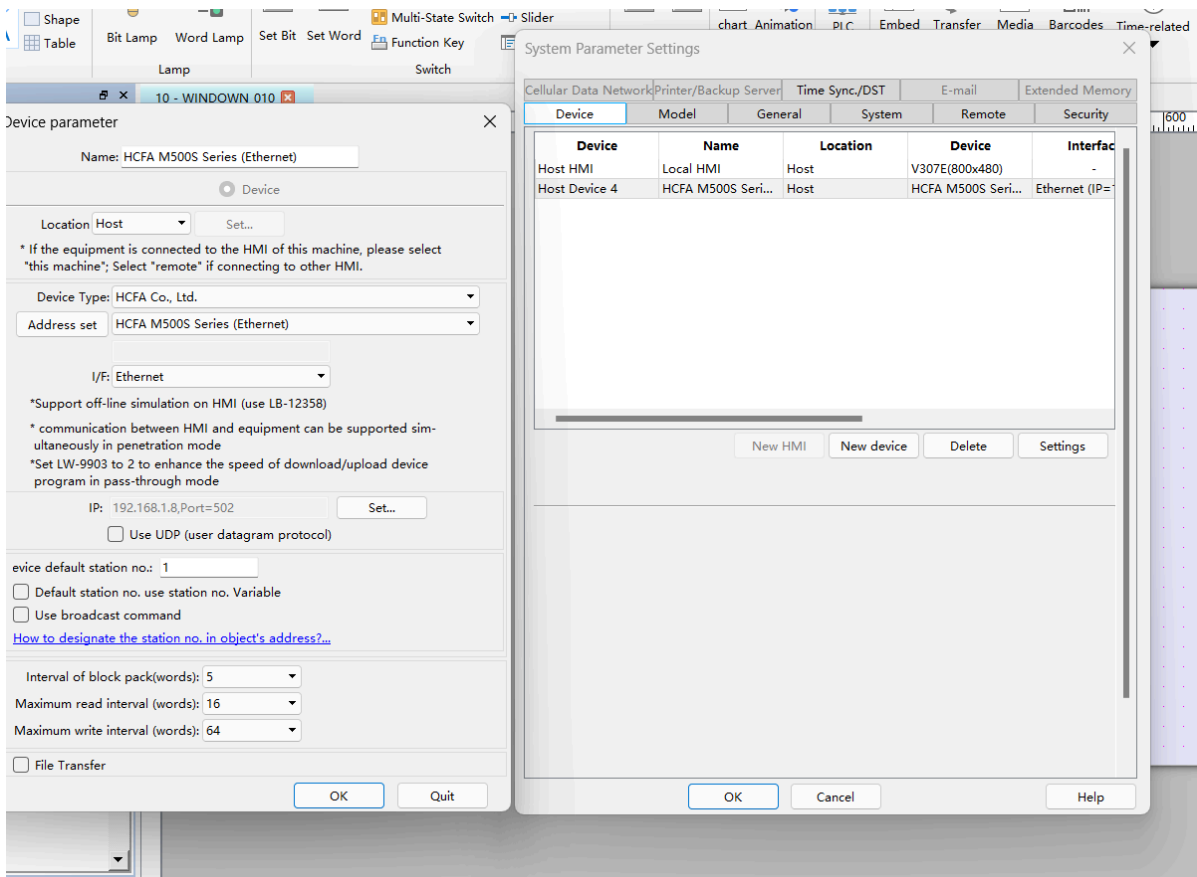 Shape
Table
Bit Lamp Word Lamp
Lamp
Set Bit Set Word
Multi-State Switch
Function Key
Slider
Switch
chart Animation PLC Embed Transfer Media Barcodes Time-related
10 - WINDOWN 010
600
Device parameter
Name: HCFA M500S Series (Ethernet)
Device
Location Host Set...
* If the equipment is connected to the HMI of this machine, please select
"this machine"; Select "remote" if connecting to other HMI.
Device Type: HCFA Co., Ltd.
Address set HCFA M500S Series (Ethernet)
I/F: Ethernet
*Support off-line simulation on HMI (use LB-12358)
* communication between HMI and equipment can be supported sim-
ultaneously in penetration mode
*Set LW-9903 to 2 to enhance the speed of download/upload device
program in pass-through mode
IP: 192.168.1.8,Port=502 Set...
Use UDP (user datagram protocol)
evice default station no.: 1
Default station no. use station no. Variable
Use broadcast command
How to designate the station no. in object's address?...
Interval of block pack(words): 5
Maximum read interval (words): 16
Maximum write interval (words): 64
File Transfer
OK Quit
System Parameter Settings
Cellular Data Network Printer/Backup Server Time Sync./DST E-mail Extended Memory
Device Model General System Remote Security
Device Name Location Device Interfac
Host HMI Local HMI Host V307E(800x480) -
Host Device 4 HCFA M500S Seri... Host HCFA M500S Seri... Ethernet (IP=
New HMI New device Delete Settings
OK Cancel Help